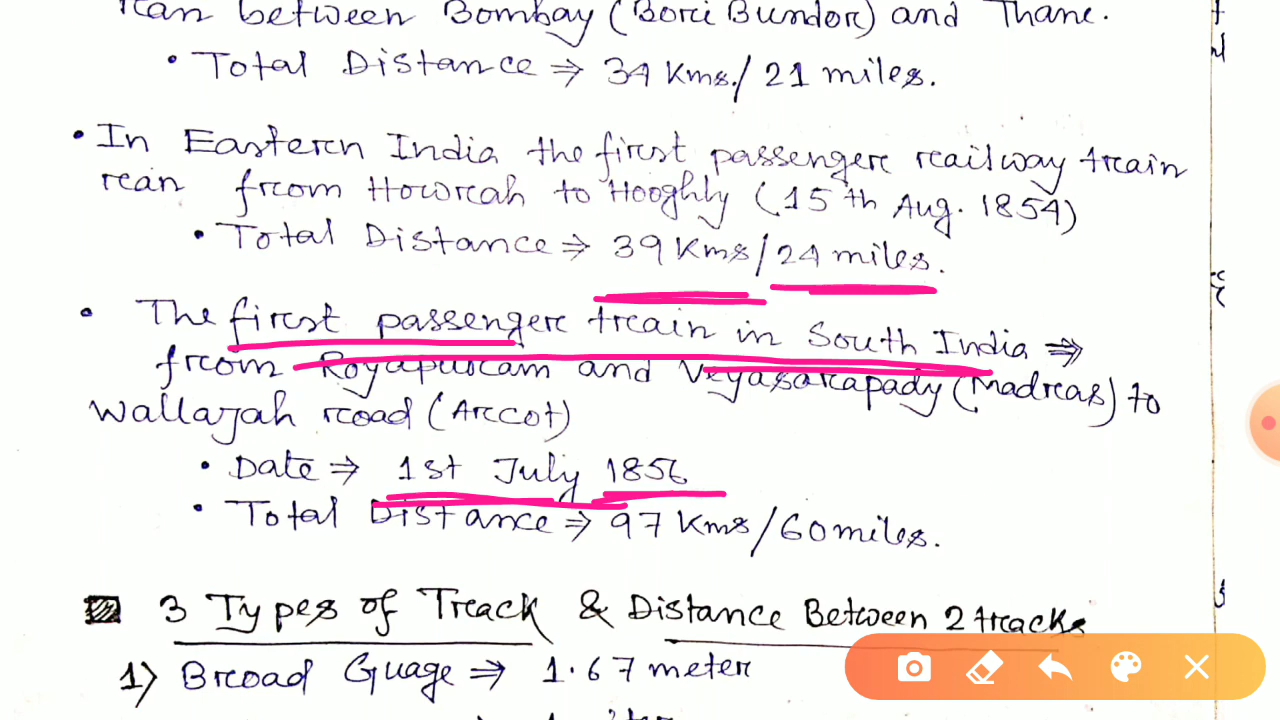 ran between Bombay (Bori Bundor) and Thane.
• Total Distance ⇒ 34 Kms./21 miles.
• In Eastern India the first passenger railway train
ran from Howrah to Hooghly (15th Aug. 1854)
• Total Distance ⇒ 39 Kms/24 miles.
• The first passenger train in South India ⇒
from Royapuram and Veyasarapady (Madras) to
Wallajah road (Arcot)
• Date ⇒ 1st July 1856
• Total Distance ⇒ 97 Kms/60 miles.
3 Types of Track & Distance Between 2 tracks
1) Broad Guage ⇒ 1.67 meter